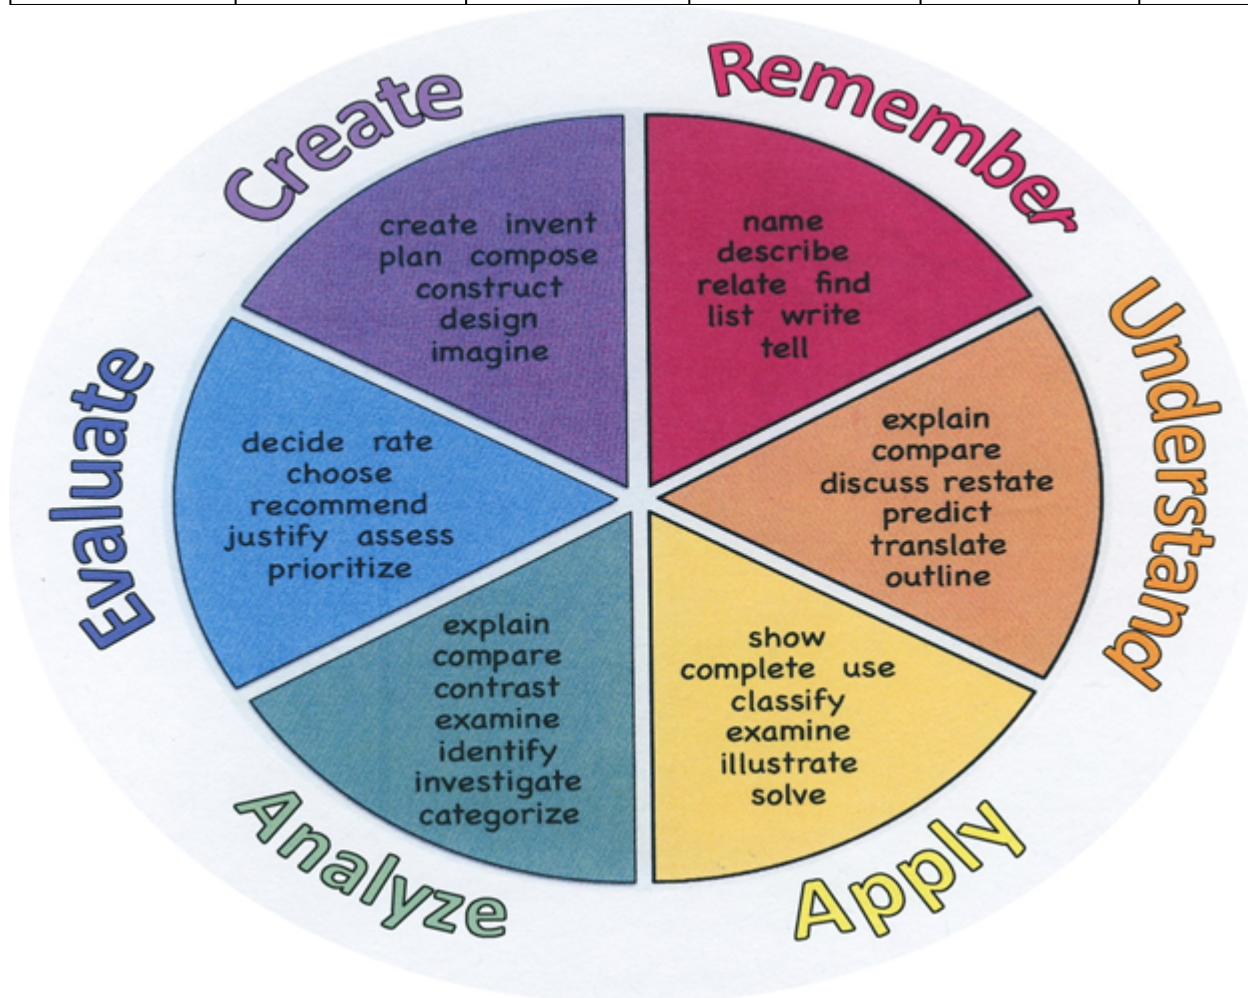 Remember
name
describe
relate find
list write
tell
Understand
explain
compare
discuss restate
predict
translate
outline
Apply
show
complete use
classify
examine
illustrate
solve
Analyze
explain
compare
contrast
examine
identify
investigate
categorize
Evaluate
decide rate
choose
recommend
justify assess
prioritize
Create
create invent
plan compose
construct
design
imagine